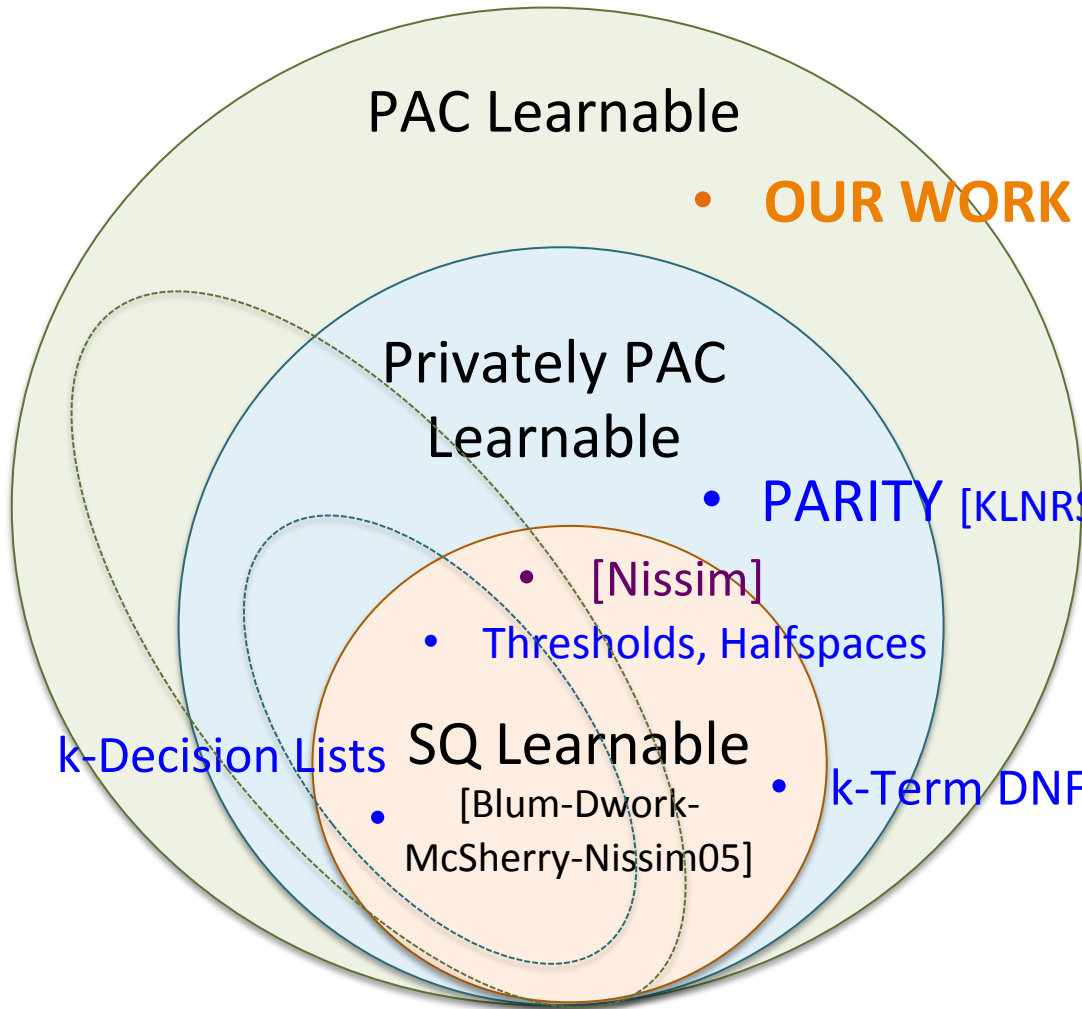 PAC Learnable
• OUR WORK
Privately PAC
Learnable
• PARITY [KLNRS
• [Nissim]
• Thresholds, Halfspaces
k-Decision Lists
SQ Learnable
[Blum-Dwork-
McSherry-Nissim05]
• k-Term DNF